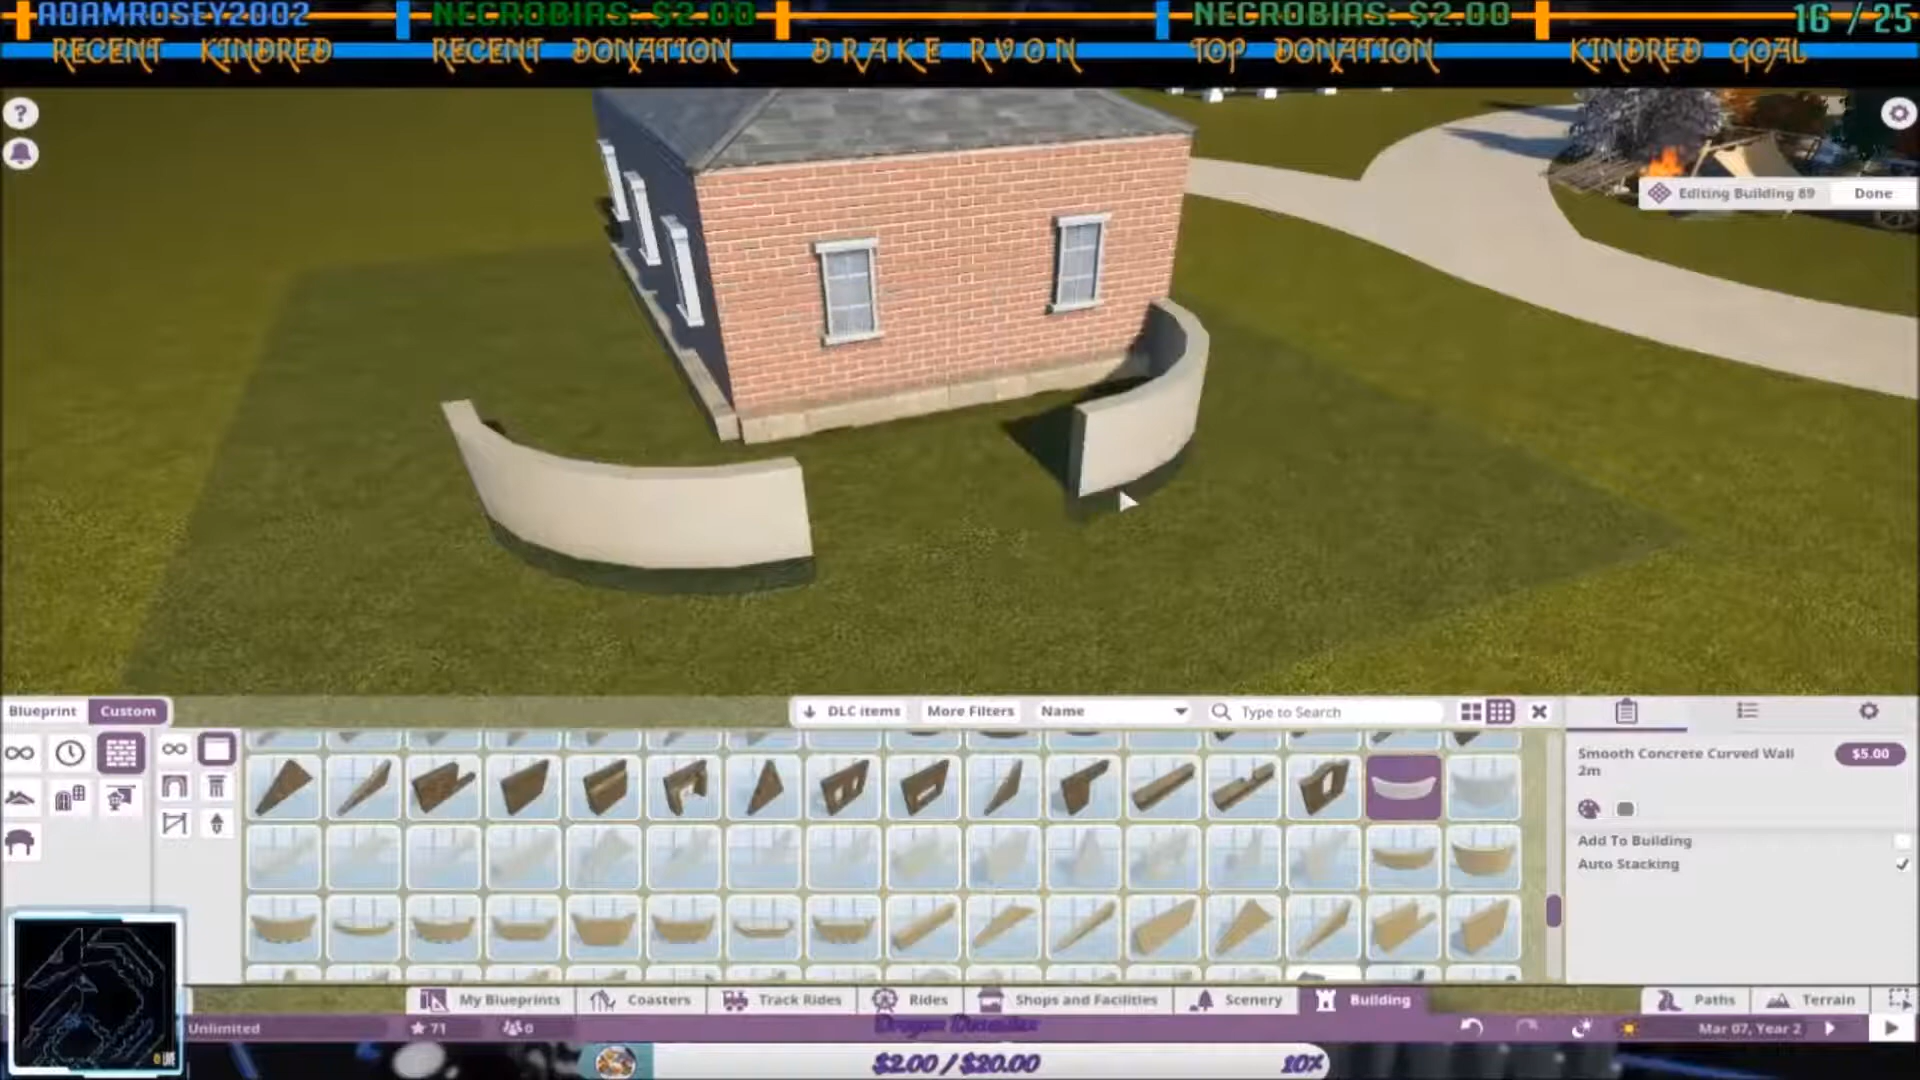 ADAMROSEY2002
NECROBIAS: $2.00
NECROBIAS: $2.00
16 / 25
RECENT KINDRED
RECENT DONATION
DRAKE RVON
TOP DONATION
KINDRED GOAL
?
Editing Building 89
Done
Blueprint
Custom
DLC items
More Filters
Name
Type to Search
Smooth Concrete Curved Wall 2m
$5.00
Add To Building
Auto Stacking
My Blueprints
Coasters
Track Rides
Rides
Shops and Facilities
Scenery
Building
Paths
Terrain
Unlimited
71
0
Mar 07, Year 2
$2.00 / $20.00
10%